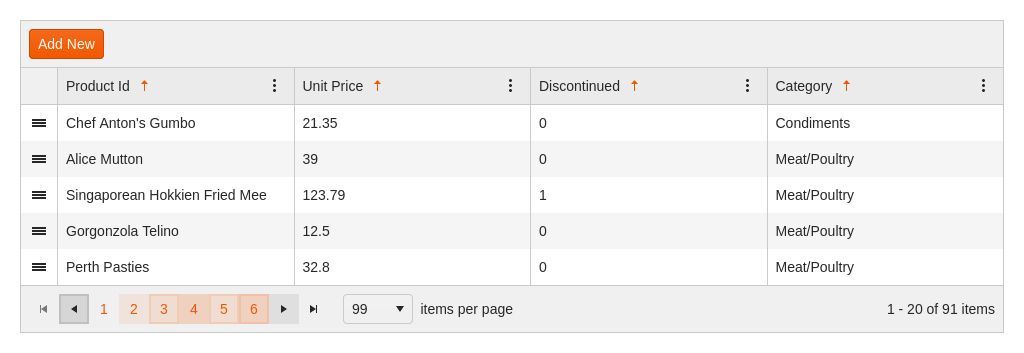 Add New
Product Id Unit Price Discontinued Category
Chef Anton's Gumbo 21.35 0 Condiments
Alice Mutton 39 0 Meat/Poultry
Singaporean Hokkien Fried Mee 123.79 1 Meat/Poultry
Gorgonzola Telino 12.5 0 Meat/Poultry
Perth Pasties 32.8 0 Meat/Poultry
1 2 3 4 5 6 99 items per page 1 - 20 of 91 items